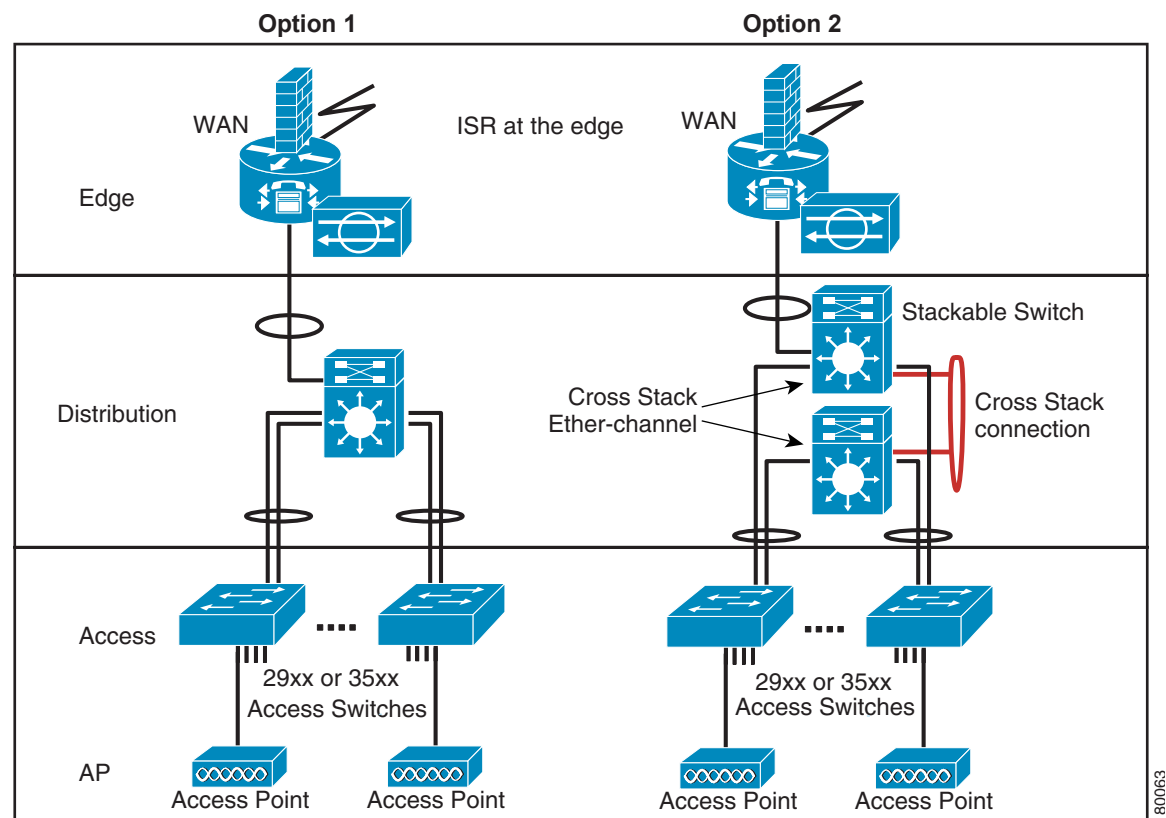 Option 1
Option 2
WAN
ISR at the edge
WAN
Edge
Stackable Switch
Distribution
Cross Stack
Ether-channel
Cross Stack
connection
Access
29xx or 35xx
Access Switches
29xx or 35xx
Access Switches
AP
Access Point
Access Point
Access Point
Access Point
80063